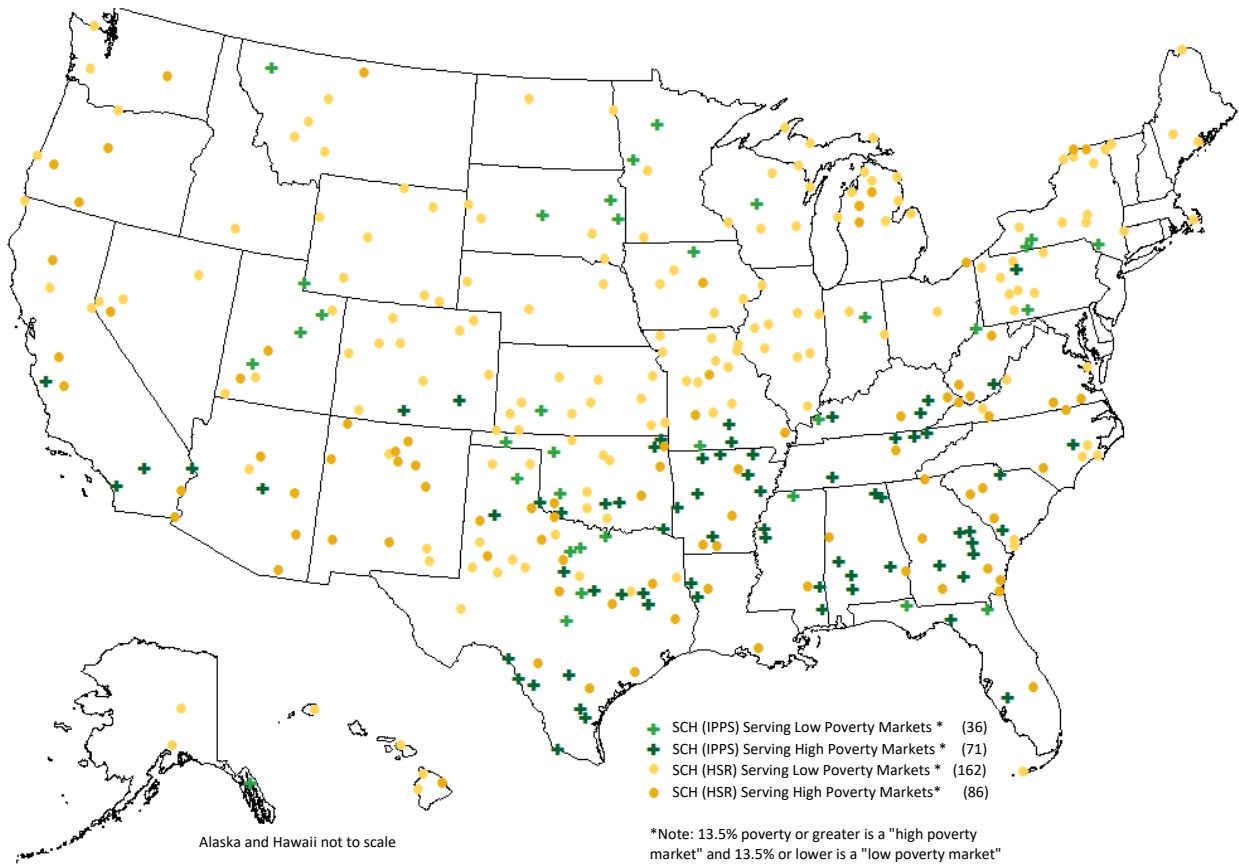 SCH (IPPS) Serving Low Poverty Markets * (36)
SCH (IPPS) Serving High Poverty Markets * (71)
SCH (HSR) Serving Low Poverty Markets * (162)
SCH (HSR) Serving High Poverty Markets* (86)
Alaska and Hawaii not to scale
*Note: 13.5% poverty or greater is a "high poverty
market" and 13.5% or lower is a "low poverty market"